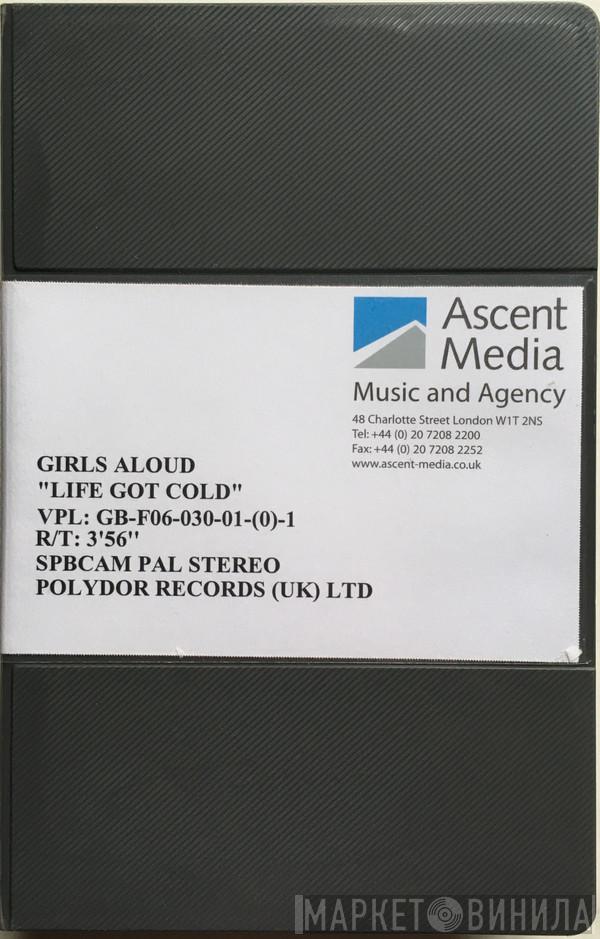 Ascent
Media
Music and Agency
48 Charlotte Street London W1T 2NS
Tel: +44 (0) 20 7208 2200
Fax: +44 (0) 20 7208 2252
www.ascent-media.co.uk
GIRLS ALOUD
"LIFE GOT COLD"
VPL: GB-F06-030-01-(0)-1
R/T: 3'56"
SPBCAM PAL STEREO
POLYDOR RECORDS (UK) LTD
МАРКЕТ ВИНИЛА